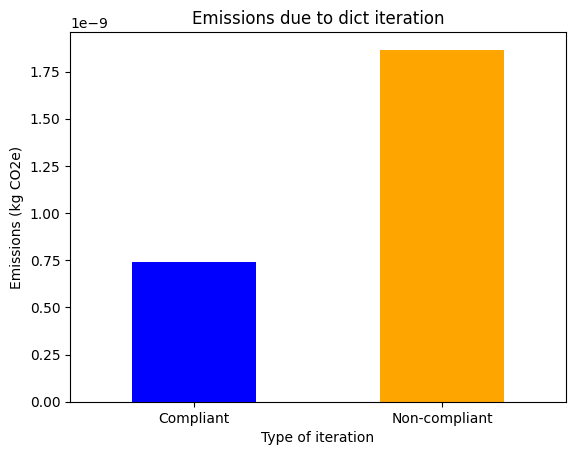 Emissions due to dict iteration
1e−9
1.75
1.50
1.25
1.00
0.75
0.50
0.25
0.00
Emissions (kg CO2e)
Compliant
Non-compliant
Type of iteration